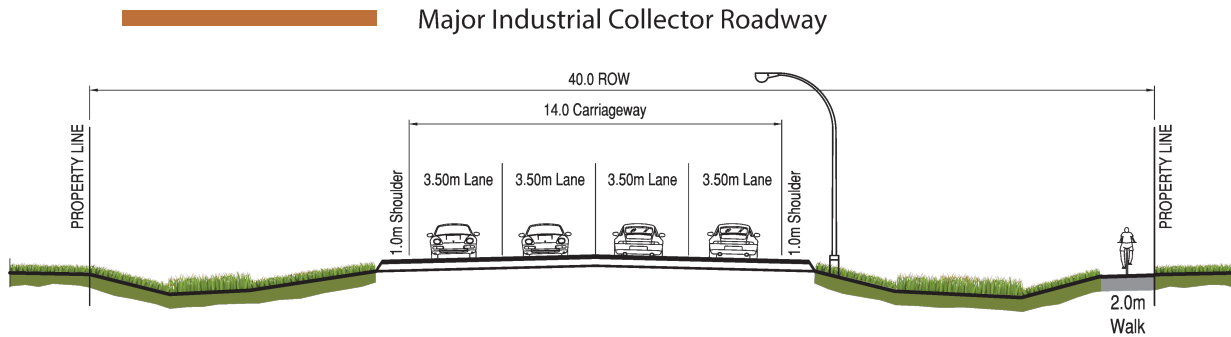 Major Industrial Collector Roadway
40.0 ROW
14.0 Carriageway
PROPERTY LINE
1.0m Shoulder
3.50m Lane
3.50m Lane
3.50m Lane
3.50m Lane
1.0m Shoulder
PROPERTY LINE
2.0m
Walk